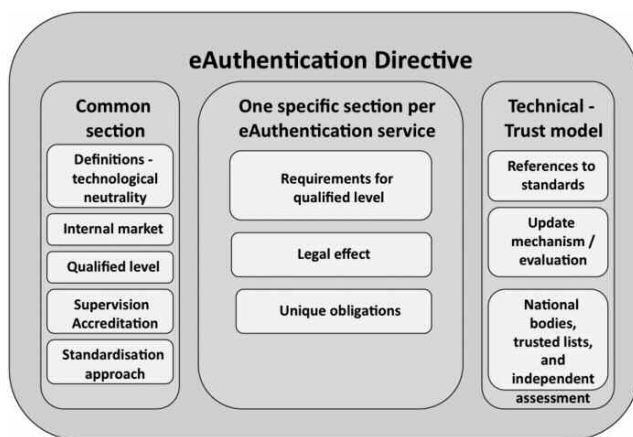 eAuthentication Directive
Common
section
Definitions -
technological
neutrality
Internal market
Qualified level
Supervision
Accreditation
Standardisation
approach
One specific section per
eAuthentication service
Requirements for
qualified level
Legal effect
Unique obligations
Technical -
Trust model
References to
standards
Update
mechanism /
evaluation
National
bodies,
trusted lists,
and
independent
assessment